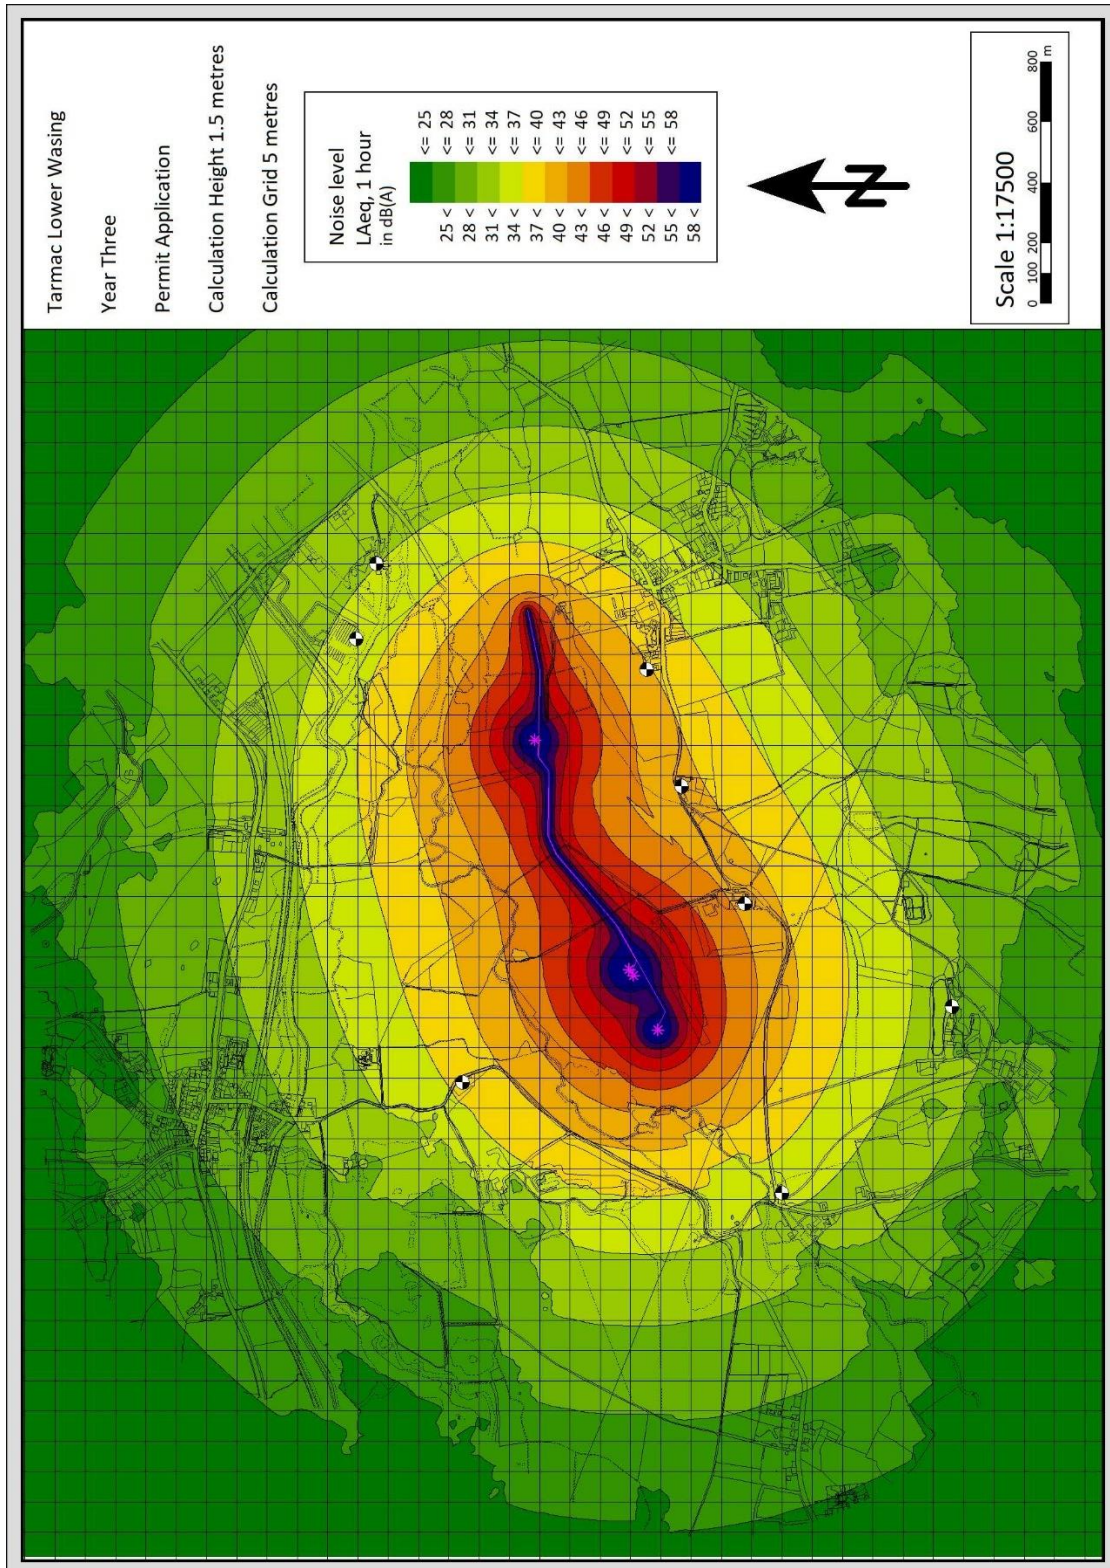 Tarmac Lower Wasing
Year Three
Permit Application
Calculation Height 1.5 metres
Calculation Grid 5 metres
Noise level
LAeq, 1 hour
in dB(A)
<= 25
25 < <= 28
28 < <= 31
31 < <= 34
34 < <= 37
37 < <= 40
40 < <= 43
43 < <= 46
46 < <= 49
49 < <= 52
52 < <= 55
55 < <= 58
58 <
N
Scale 1:17500
0 100 200 400 600 800
m